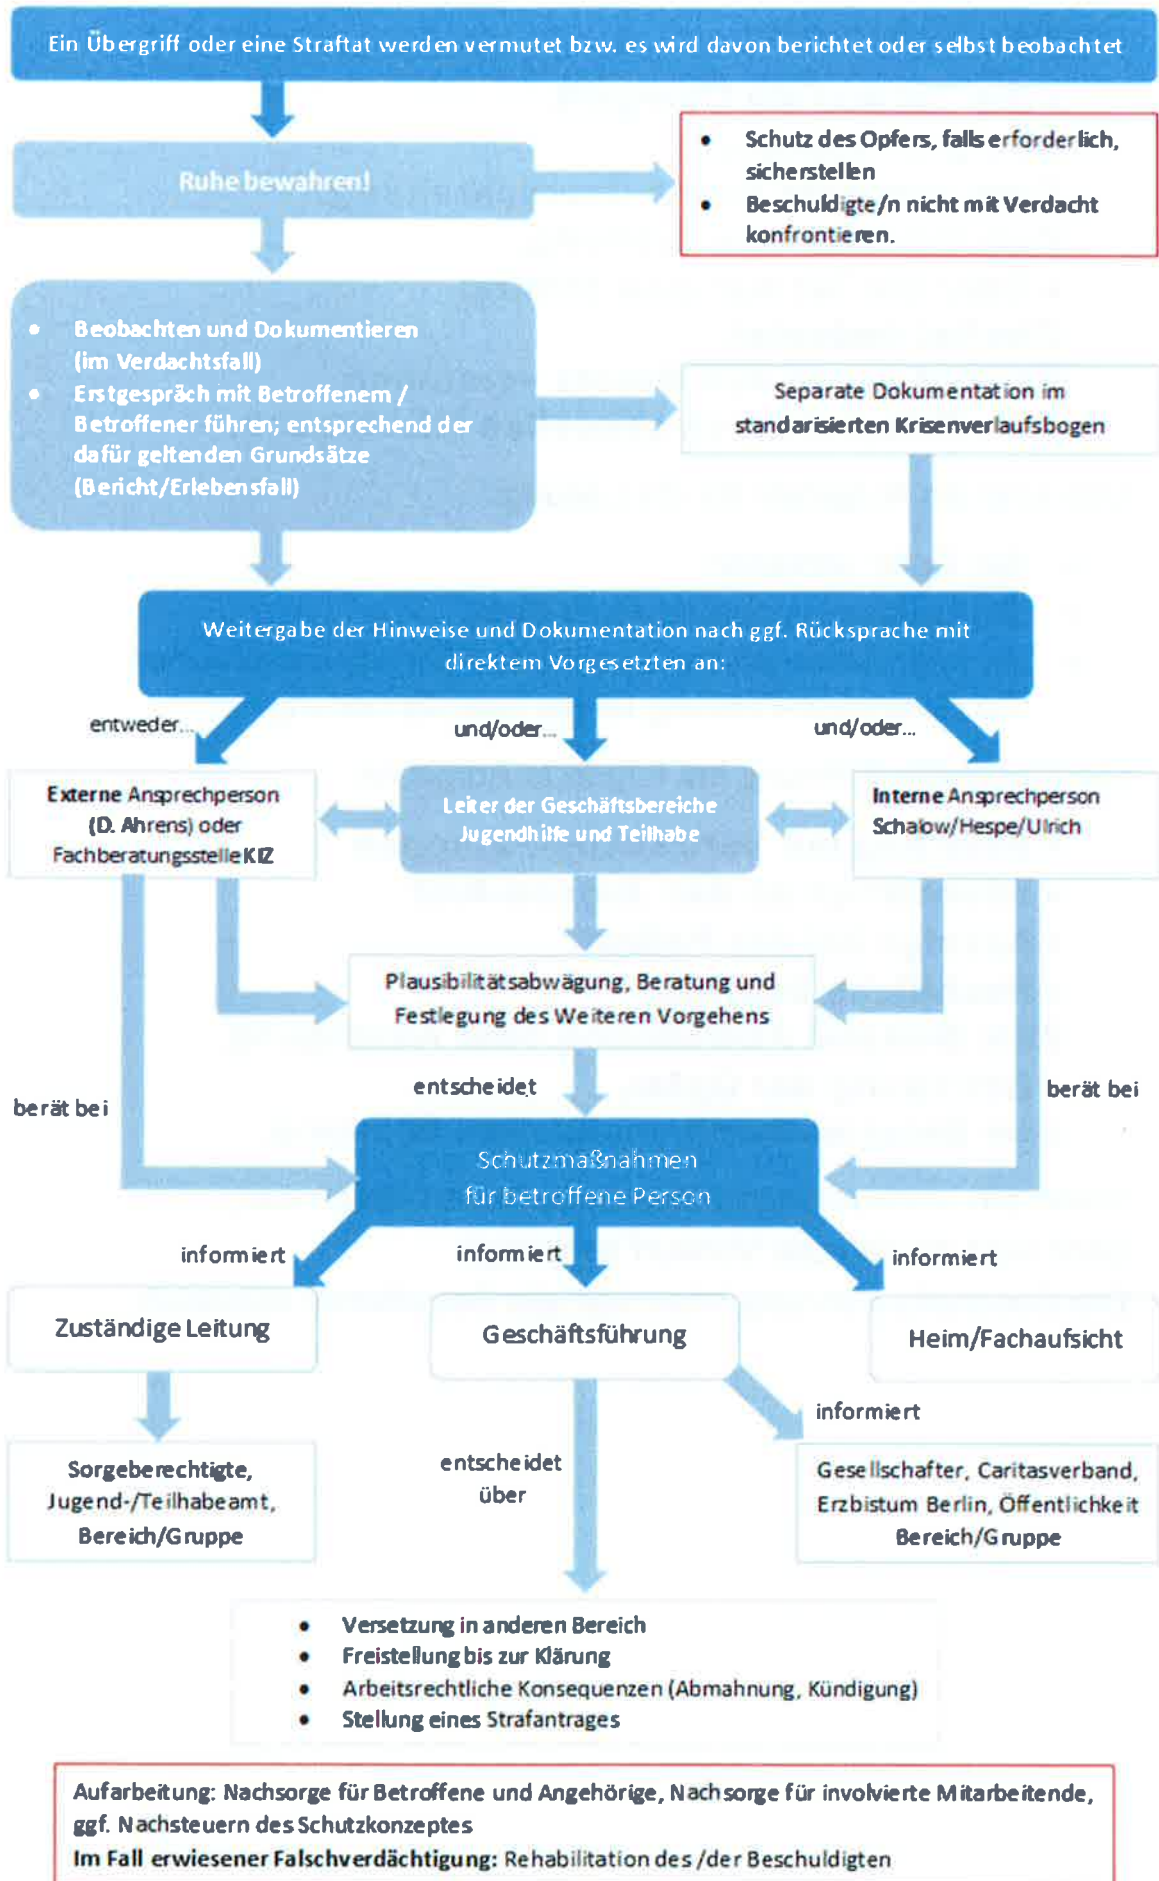 Ein Übergriff oder eine Straftat werden vermutet bzw. es wird davon berichtet oder selbst beobachtet
Ruhe bewahren!
• Schutz des Opfers, falls erforderlich,
sicherstellen
• Beschuldigte/n nicht mit Verdacht
konfrontieren.
• Beobachten und Dokumentieren
(im Verdachtsfall)
• Erstgespräch mit Betroffenem /
Betroffener führen; entsprechend der
dafür geltenden Grundsätze
(Bericht/Erlebensfall)
Separate Dokumentation im
standarisierten Krisenverlaufsbogen
Weitergabe der Hinweise und Dokumentation nach ggf. Rücksprache mit
direktem Vorgesetzten an:
entweder...
und/oder...
und/oder...
Externe Ansprechperson
(D. Ahrens) oder
Fachberatungsstelle KIZ
Leiter der Geschäftsbereiche
Jugendhilfe und Teilhabe
Interne Ansprechperson
Schalow/Hespe/Ulrich
Plausibilitätsabwägung, Beratung und
Festlegung des Weiteren Vorgehens
entscheidet
berät bei
berät bei
Schutzmaßnahmen
für betroffene Person
informiert
informiert
informiert
Zuständige Leitung
Geschäftsführung
Heim/Fachaufsicht
informiert
entscheidet
über
Sorgeberechtigte,
Jugend-/Teilhabeamt,
Bereich/Gruppe
Gesellschafter, Caritasverband,
Erzbistum Berlin, Öffentlichkeit
Bereich/Gruppe
• Versetzung in anderen Bereich
• Freistellung bis zur Klärung
• Arbeitsrechtliche Konsequenzen (Abmahnung, Kündigung)
• Stellung eines Strafantrages
Aufarbeitung: Nachsorge für Betroffene und Angehörige, Nachsorge für involvierte Mitarbeitende,
ggf. Nachsteuern des Schutzkonzeptes
Im Fall erwiesener Falschverdächtigung: Rehabilitation des /der Beschuldigten